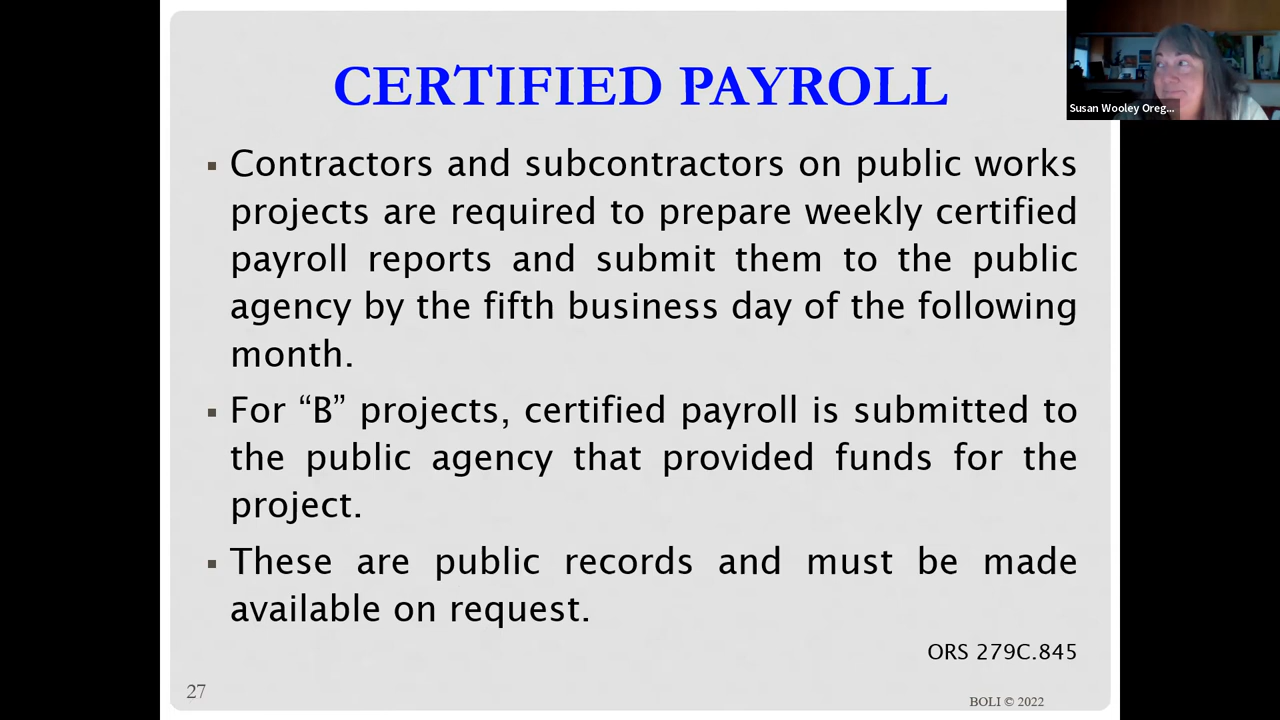 CERTIFIED PAYROLL
Susan Wooley Oreg...
▪ Contractors and subcontractors on public works
projects are required to prepare weekly certified
payroll reports and submit them to the public
agency by the fifth business day of the following
month.
▪ For “B” projects, certified payroll is submitted to
the public agency that provided funds for the
project.
▪ These are public records and must be made
available on request.
ORS 279C.845
27
BOLI © 2022